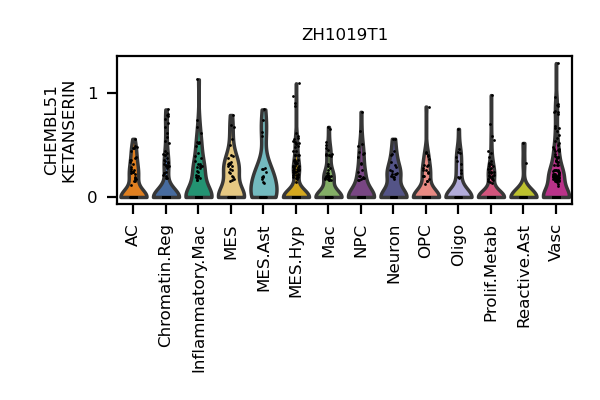 ZH1019T1
CHEMBL51
KETANSERIN
1
0
AC
Chromatin.Reg
Inflammatory.Mac
MES
MES.Ast
MES.Hyp
Mac
NPC
Neuron
OPC
Oligo
Prolif.Metab
Reactive.Ast
Vasc